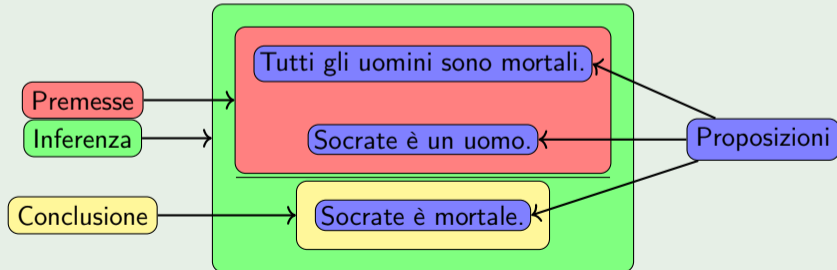 Tutti gli uomini sono mortali.
Premesse
Inferenza
Socrate è un uomo.
Proposizioni
Conclusione
Socrate è mortale.